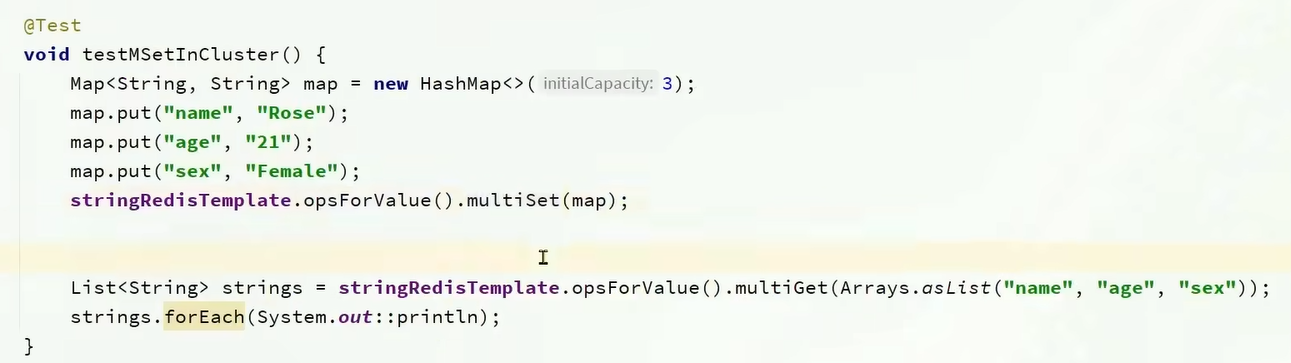 @Test
void testMSetInCluster() {
    Map<String, String> map = new HashMap<>( initialCapacity: 3);
    map.put("name", "Rose");
    map.put("age", "21");
    map.put("sex", "Female");
    stringRedisTemplate.opsForValue().multiSet(map);
    List<String> strings = stringRedisTemplate.opsForValue().multiGet(Arrays.asList("name", "age", "sex"));
    strings.forEach(System.out::println);
}